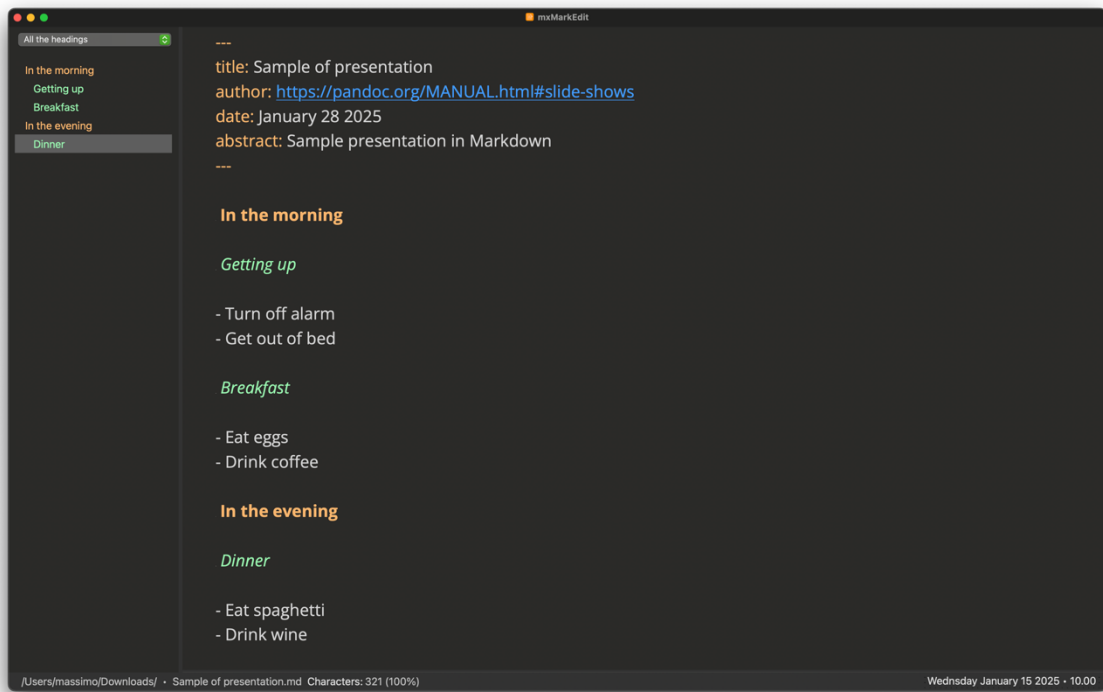 mxMarkEdit
All the headings
In the morning
Getting up
Breakfast
In the evening
Dinner
---
title: Sample of presentation
author: https://pandoc.org/MANUAL.html#slide-shows
date: January 28 2025
abstract: Sample presentation in Markdown
---
In the morning
Getting up
- Turn off alarm
- Get out of bed
Breakfast
- Eat eggs
- Drink coffee
In the evening
Dinner
- Eat spaghetti
- Drink wine
/Users/massimo/Downloads/ • Sample of presentation.md Characters: 321 (100%)
Wednsday January 15 2025 • 10.00